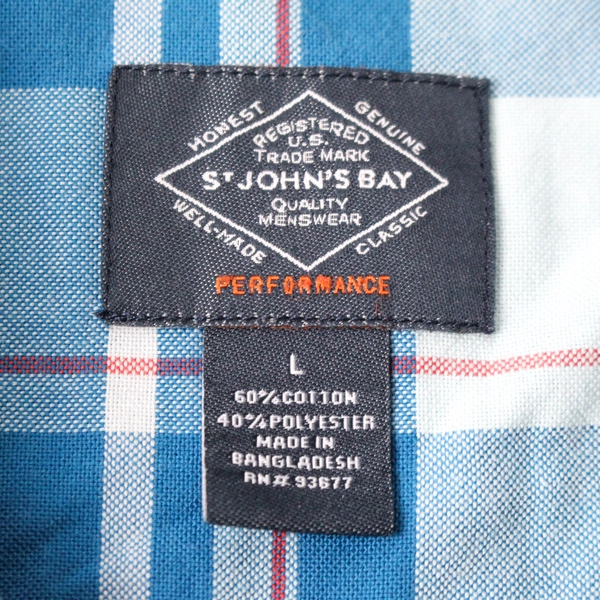 HONEST GENUINE
REGISTERED
U.S.
TRADE MARK
ST JOHN'S BAY
QUALITY
MENSWEAR
WELL-MADE CLASSIC
PERFORMANCE
L
60% COTTON
40% POLYESTER
MADE IN
BANGLADESH
RN# 93677